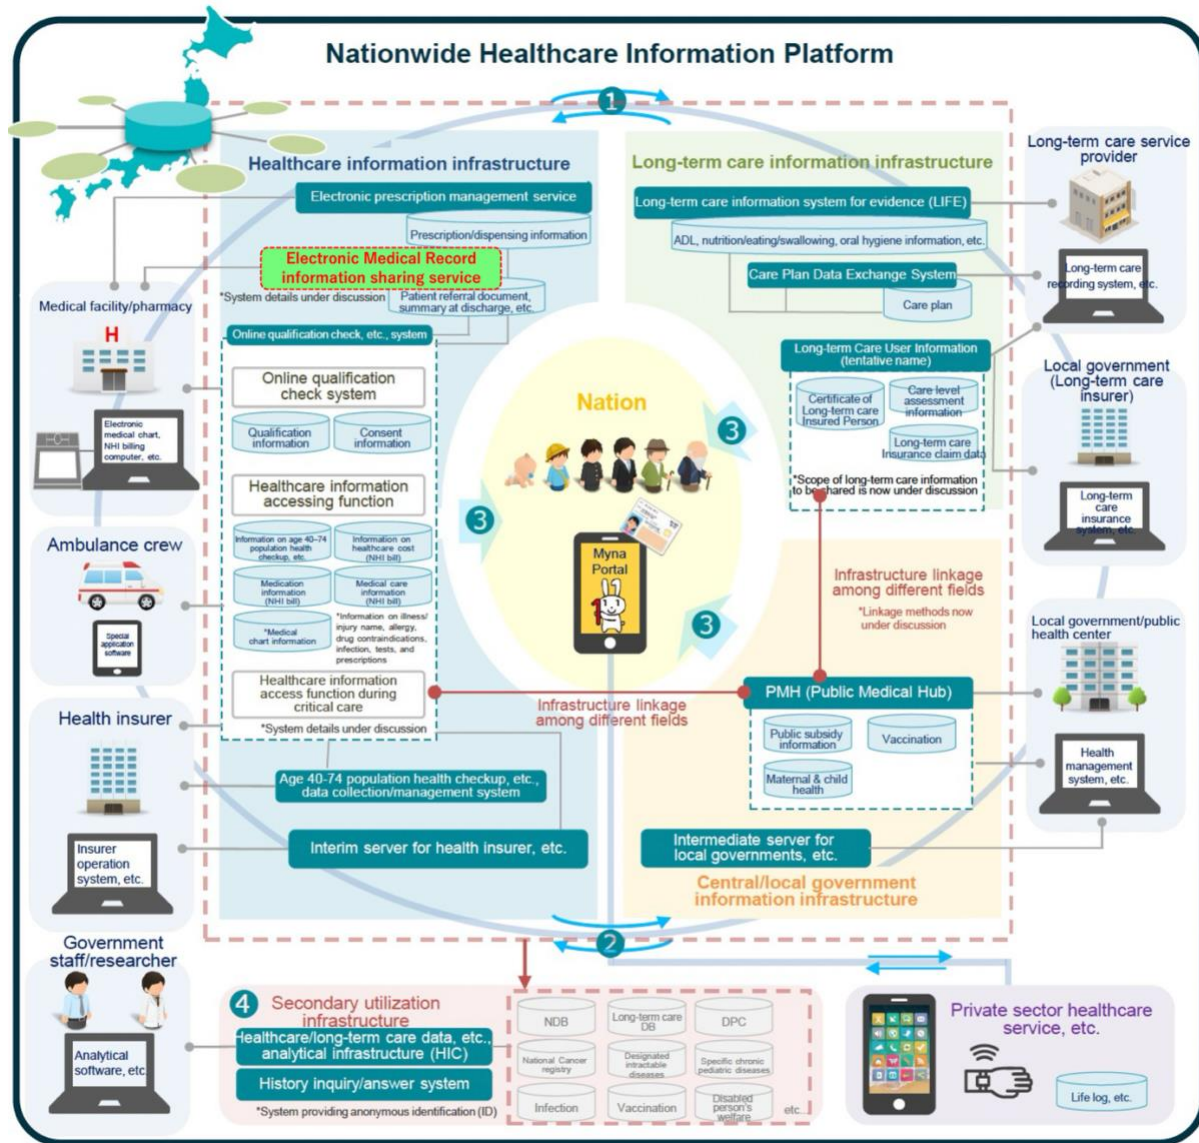 Nationwide Healthcare Information Platform
1
Healthcare information infrastructure
Electronic prescription management service
Prescription/dispensing information
Electronic Medical Record
information sharing service
*System details under discussion
Patient referral document,
summary at discharge, etc.
Online qualification check, etc., system
Online qualification
check system
Qualification
information
Consent
information
Healthcare information
accessing function
Information on age 40-74
population health
checkup, etc.
Information on
healthcare cost
(NHI bill)
Medication
information
(NHI bill)
Medical care
information
(NHI bill)
*Medical
chart information
*Information on illness/
injury name, allergy,
drug contraindications,
infection, tests, and
prescriptions
Healthcare information
access function during
critical care
*System details under discussion
Age 40-74 population health checkup, etc.,
data collection/management system
Interim server for health insurer, etc.
Long-term care information infrastructure
Long-term care information system for evidence (LIFE)
ADL, nutrition/eating/swallowing, oral hygiene information, etc.
Care Plan Data Exchange System
Care plan
Long-term Care User Information
(tentative name)
Certificate of
Long-term care
Insured Person
Care level
assessment
information
Long-term care
Insurance claim data
*Scope of long-term care information
to be shared is now under discussion
Nation
3
3
3
Myna
Portal
Infrastructure linkage
among different fields
*Linkage methods now
under discussion
Infrastructure linkage
among different fields
PMH (Public Medical Hub)
Public subsidy
information
Vaccination
Maternal & child
health
Intermediate server for
local governments, etc.
Central/local government
information infrastructure
2
Medical facility/pharmacy
H
Electronic
medical chart,
NHI billing
computer, etc.
Ambulance crew
Special
application
software
Health insurer
Insurer
operation
system, etc.
Government
staff/researcher
Analytical
software, etc.
Long-term care service
provider
Long-term care
recording system, etc.
Local government
(Long-term care
insurer)
Long-term
care insurance
system, etc.
Local government/public
health center
Health
management
system, etc.
4
Secondary utilization
infrastructure
Healthcare/long-term care data, etc.,
analytical infrastructure (HIC)
History inquiry/answer system
*System providing anonymous identification (ID)
NDB
Long-term care
DB
DPC
National Cancer
registry
Designated
intractable
diseases
Specific chronic
pediatric diseases
Infection
Vaccination
Disabled
person's
welfare
etc.
Private sector healthcare
service, etc.
Life log, etc.